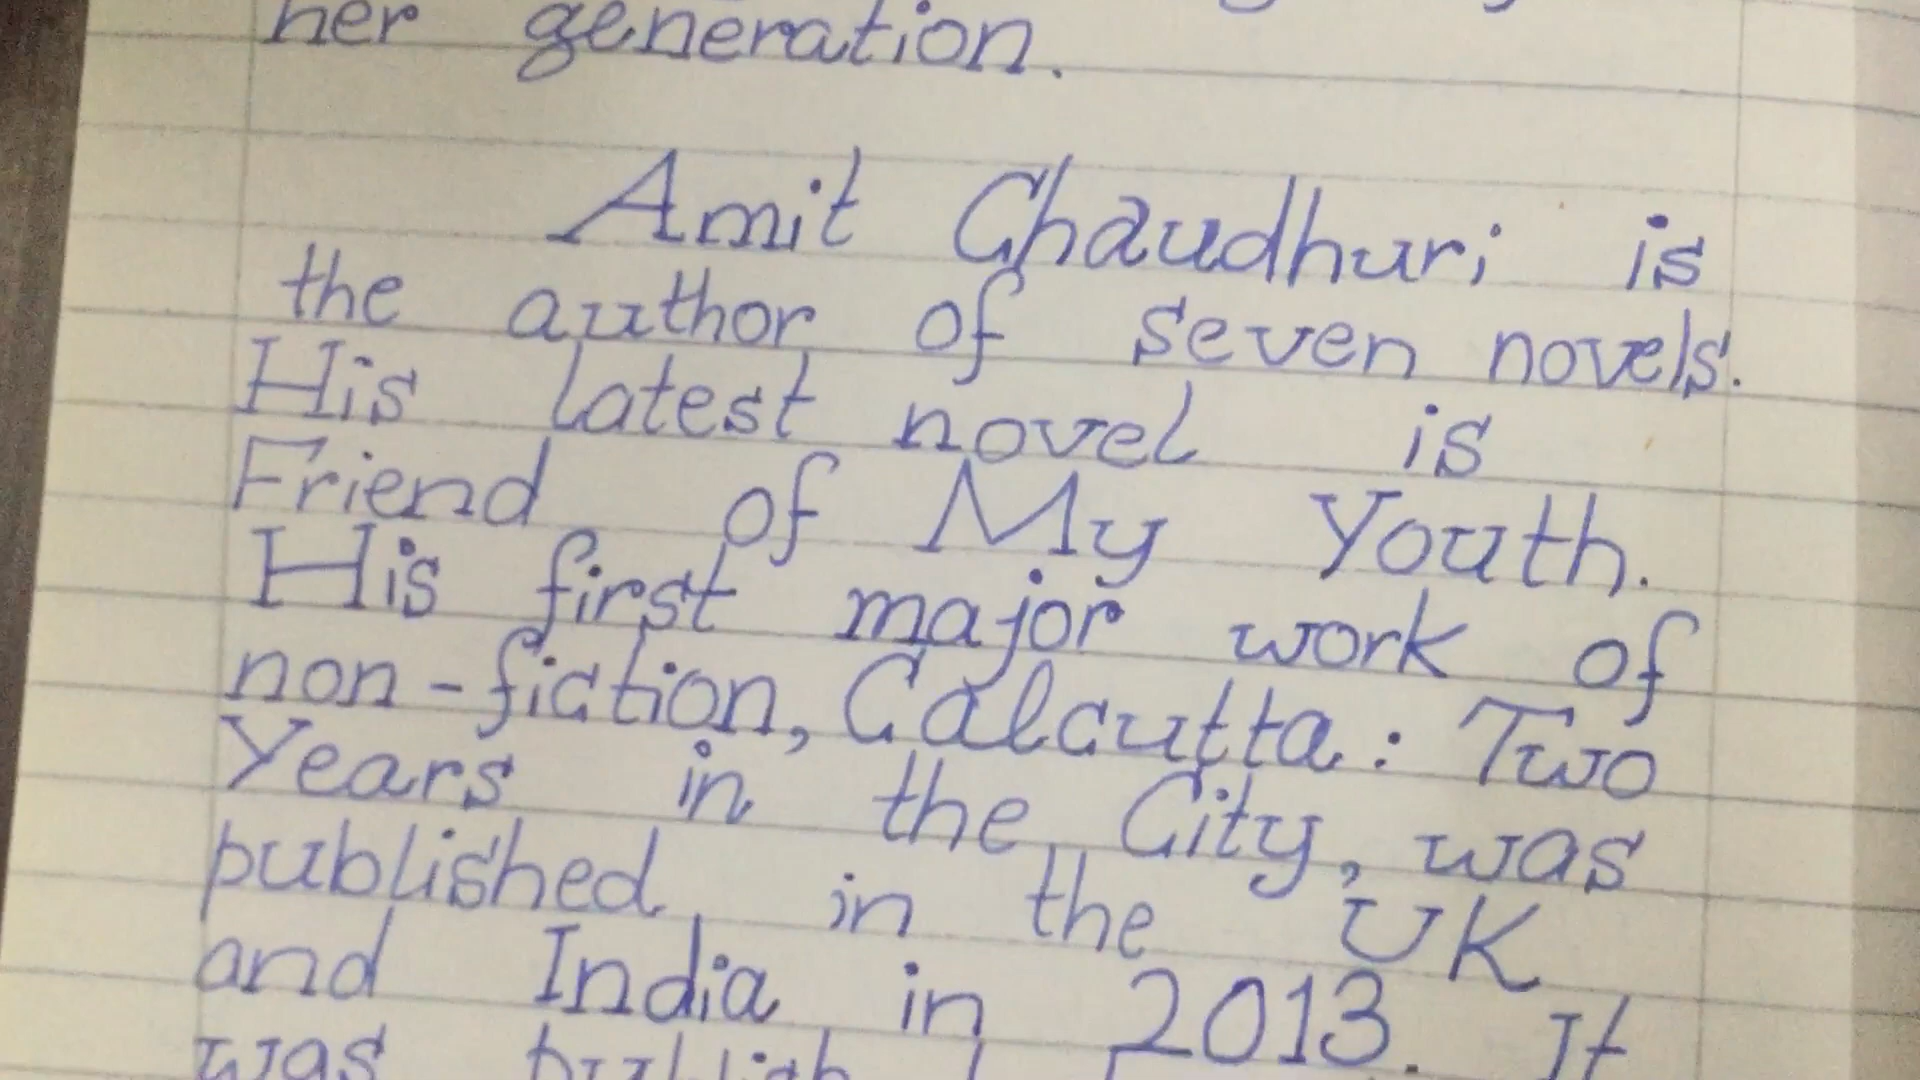 her generation.
Amit Chaudhuri is
the author of seven novels.
His latest novel is
Friend of My Youth.
His first major work of
non-fiction, Calcutta: Two
Years in the City, was
published in the UK
and India in 2013. It
was